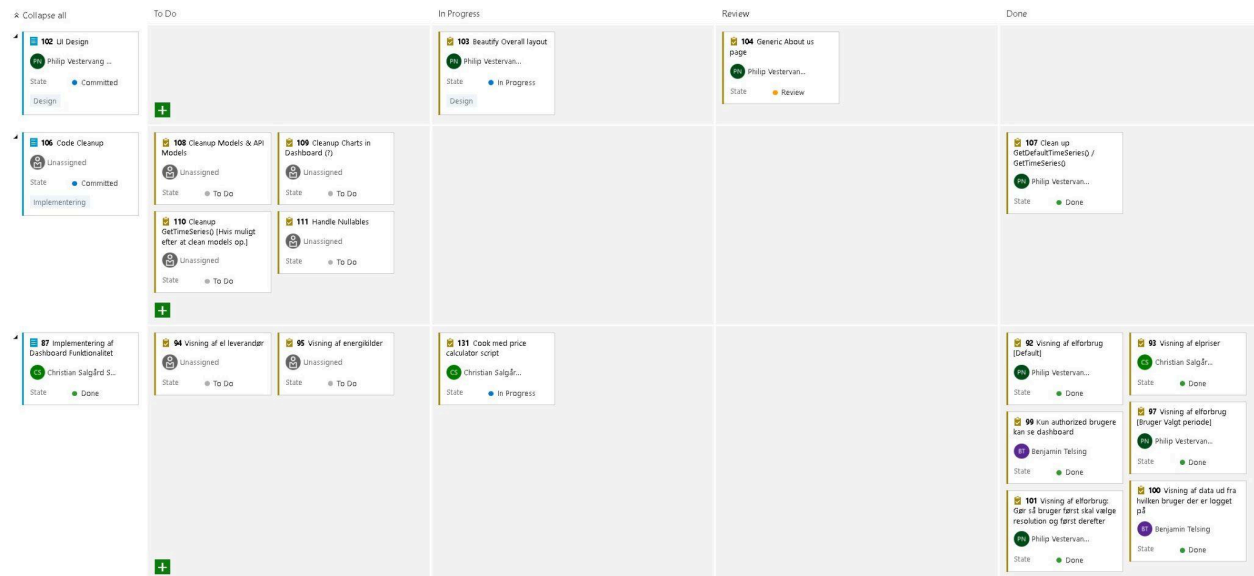 Collapse all
To Do
In Progress
Review
Done
102 UI Design
PN Philip Vestervang ...
State Committed
Design
103 Beautify Overall layout
PN Philip Vestervan...
State In Progress
Design
104 Generic About us
page
PN Philip Vestervan...
State Review
106 Code Cleanup
Unassigned
State Committed
Implementering
108 Cleanup Models & API
Models
Unassigned
State To Do
109 Cleanup Charts in
Dashboard (?)
Unassigned
State To Do
110 Cleanup
GetTimeSeries() [Hvis muligt
efter at clean models op.]
Unassigned
State To Do
111 Handle Nullables
Unassigned
State To Do
107 Clean up
GetDefaultTimeSeries() /
GetTimeSeries()
PN Philip Vestervan...
State Done
87 Implementering af
Dashboard Funktionalitet
CS Christian Salgård S...
State Done
94 Visning af el leverandør
Unassigned
State To Do
95 Visning af energikilder
Unassigned
State To Do
131 Cook med price
calculator script
CS Christian Salgår...
State In Progress
92 Visning af elforbrug
[Default]
PN Philip Vestervan...
State Done
93 Visning af elpriser
CS Christian Salgår...
State Done
99 Kun authorized brugere
kan se dashboard
BT Benjamin Telsing
State Done
97 Visning af elforbrug
[Bruger Valgt periode]
PN Philip Vestervan...
State Done
101 Visning af elforbrug:
Gør så bruger først skal vælge
resolution og først derefter
PN Philip Vestervan...
State Done
100 Visning af data ud fra
hvilken bruger der er logget
på
BT Benjamin Telsing
State Done